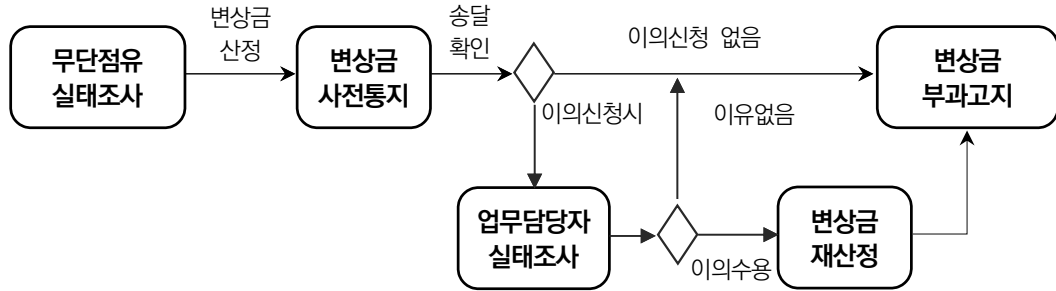 무단점유
실태조사
변상금
산정
변상금
사전통지
송달
확인
이의신청 없음
변상금
부과고지
이의신청시
이유없음
업무담당자
실태조사
이의수용
변상금
재산정